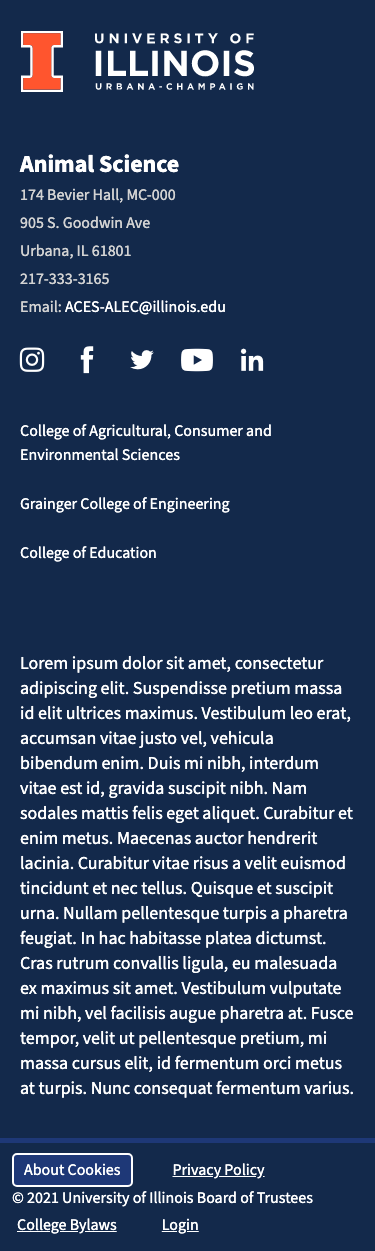 I
UNIVERSITY OF
ILLINOIS
URBANA-CHAMPAIGN
Animal Science
174 Bevier Hall, MC-000
905 S. Goodwin Ave
Urbana, IL 61801
217-333-3165
Email: ACES-ALEC@illinois.edu
College of Agricultural, Consumer and
Environmental Sciences
Grainger College of Engineering
College of Education
Lorem ipsum dolor sit amet, consectetur
adipiscing elit. Suspendisse pretium massa
id elit ultrices maximus. Vestibulum leo erat,
accumsan vitae justo vel, vehicula
bibendum enim. Duis mi nibh, interdum
vitae est id, gravida suscipit nibh. Nam
sodales mattis felis eget aliquet. Curabitur et
enim metus. Maecenas auctor hendrerit
lacinia. Curabitur vitae risus a velit euismod
tincidunt et nec tellus. Quisque et suscipit
urna. Nullam pellentesque turpis a pharetra
feugiat. In hac habitasse platea dictumst.
Cras rutrum convallis ligula, eu malesuada
ex maximus sit amet. Vestibulum vulputate
mi nibh, vel facilisis augue pharetra at. Fusce
tempor, velit ut pellentesque pretium, mi
massa cursus elit, id fermentum orci metus
at turpis. Nunc consequat fermentum varius.
About Cookies Privacy Policy
© 2021 University of Illinois Board of Trustees
College Bylaws Login